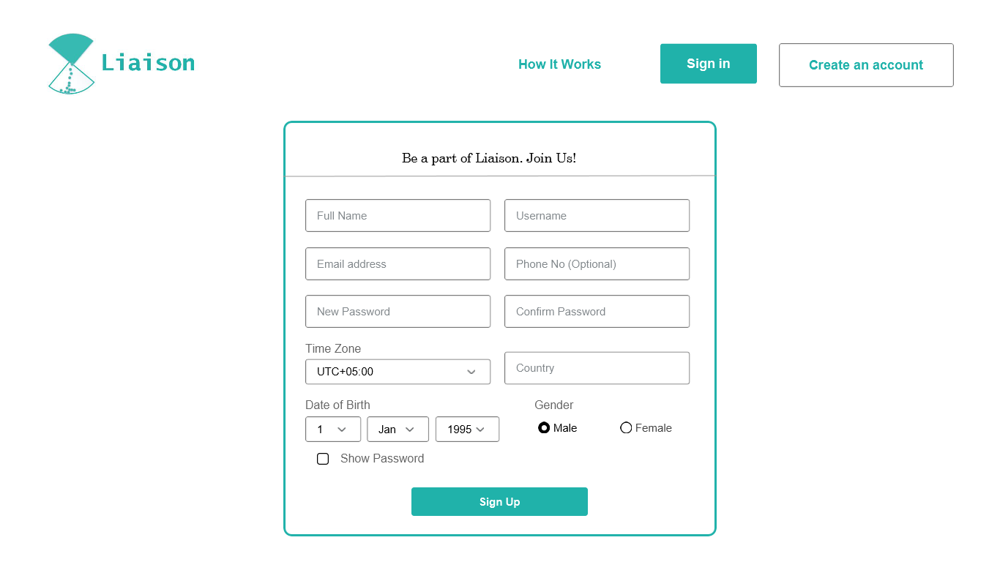 Liaison
How It Works
Sign in
Create an account
Be a part of Liaison. Join Us!
Full Name
Username
Email address
Phone No (Optional)
New Password
Confirm Password
Time Zone
UTC+05:00
Country
Date of Birth
Gender
1
Jan
1995
Male
Female
Show Password
Sign Up